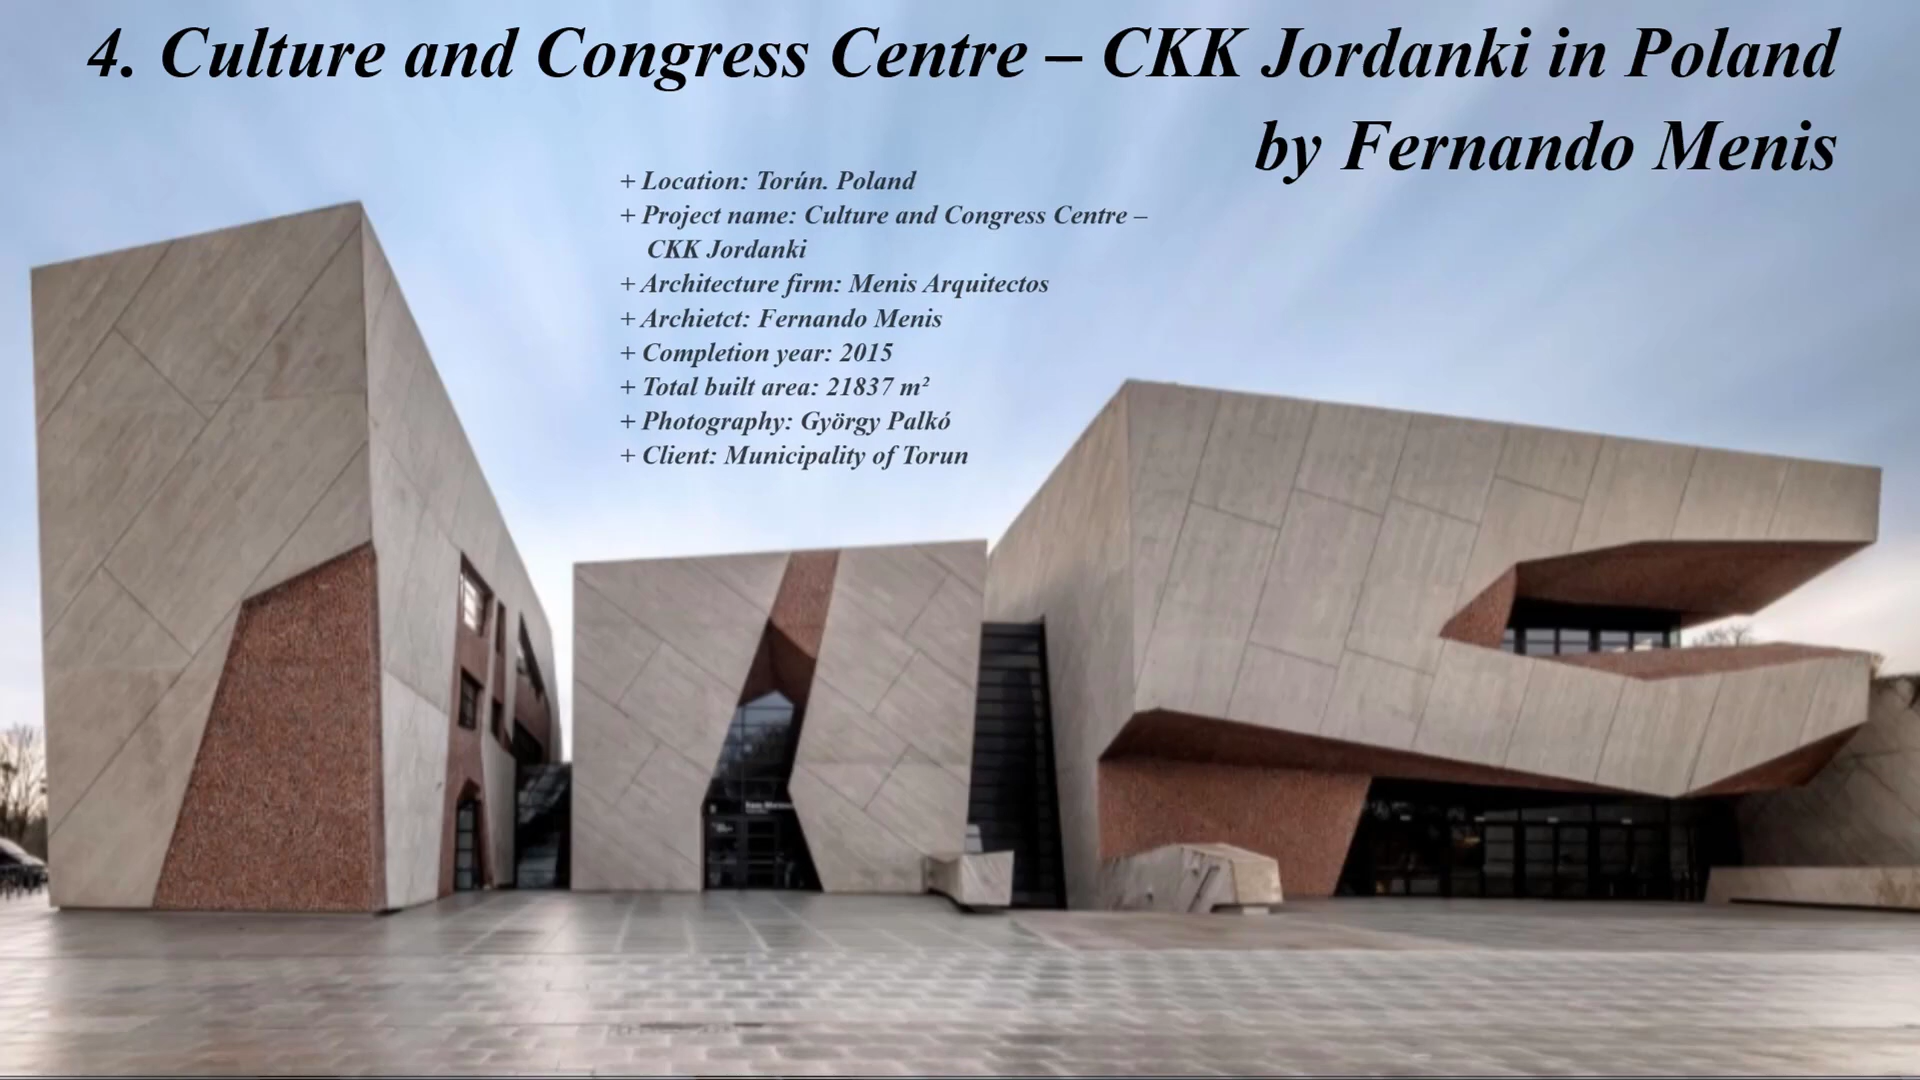 4. Culture and Congress Centre – CKK Jordanki in Poland
by Fernando Menis
+ Location: Torún. Poland
+ Project name: Culture and Congress Centre –
CKK Jordanki
+ Architecture firm: Menis Arquitectos
+ Archietct: Fernando Menis
+ Completion year: 2015
+ Total built area: 21837 m²
+ Photography: György Palkó
+ Client: Municipality of Torun